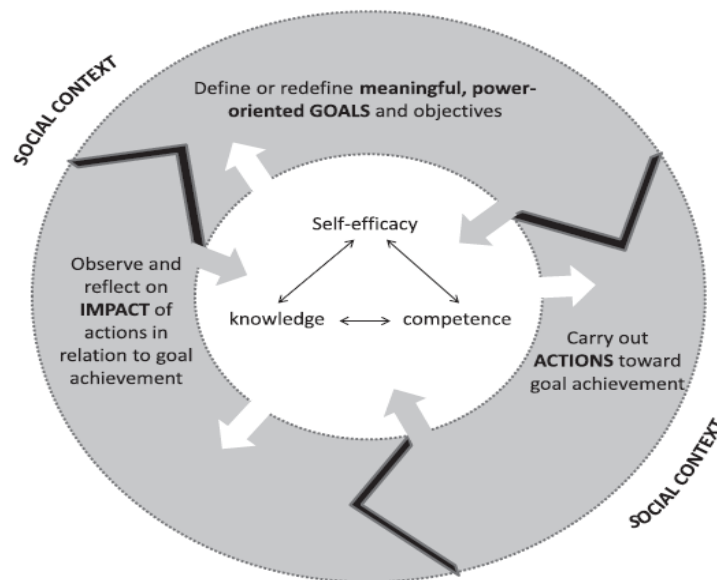 SOCIAL CONTEXT
Define or redefine meaningful, power-
oriented GOALS and objectives
Self-efficacy
knowledge
competence
Observe and
reflect on
IMPACT of
actions in
relation to goal
achievement
Carry out
ACTIONS toward
goal achievement
SOCIAL CONTEXT